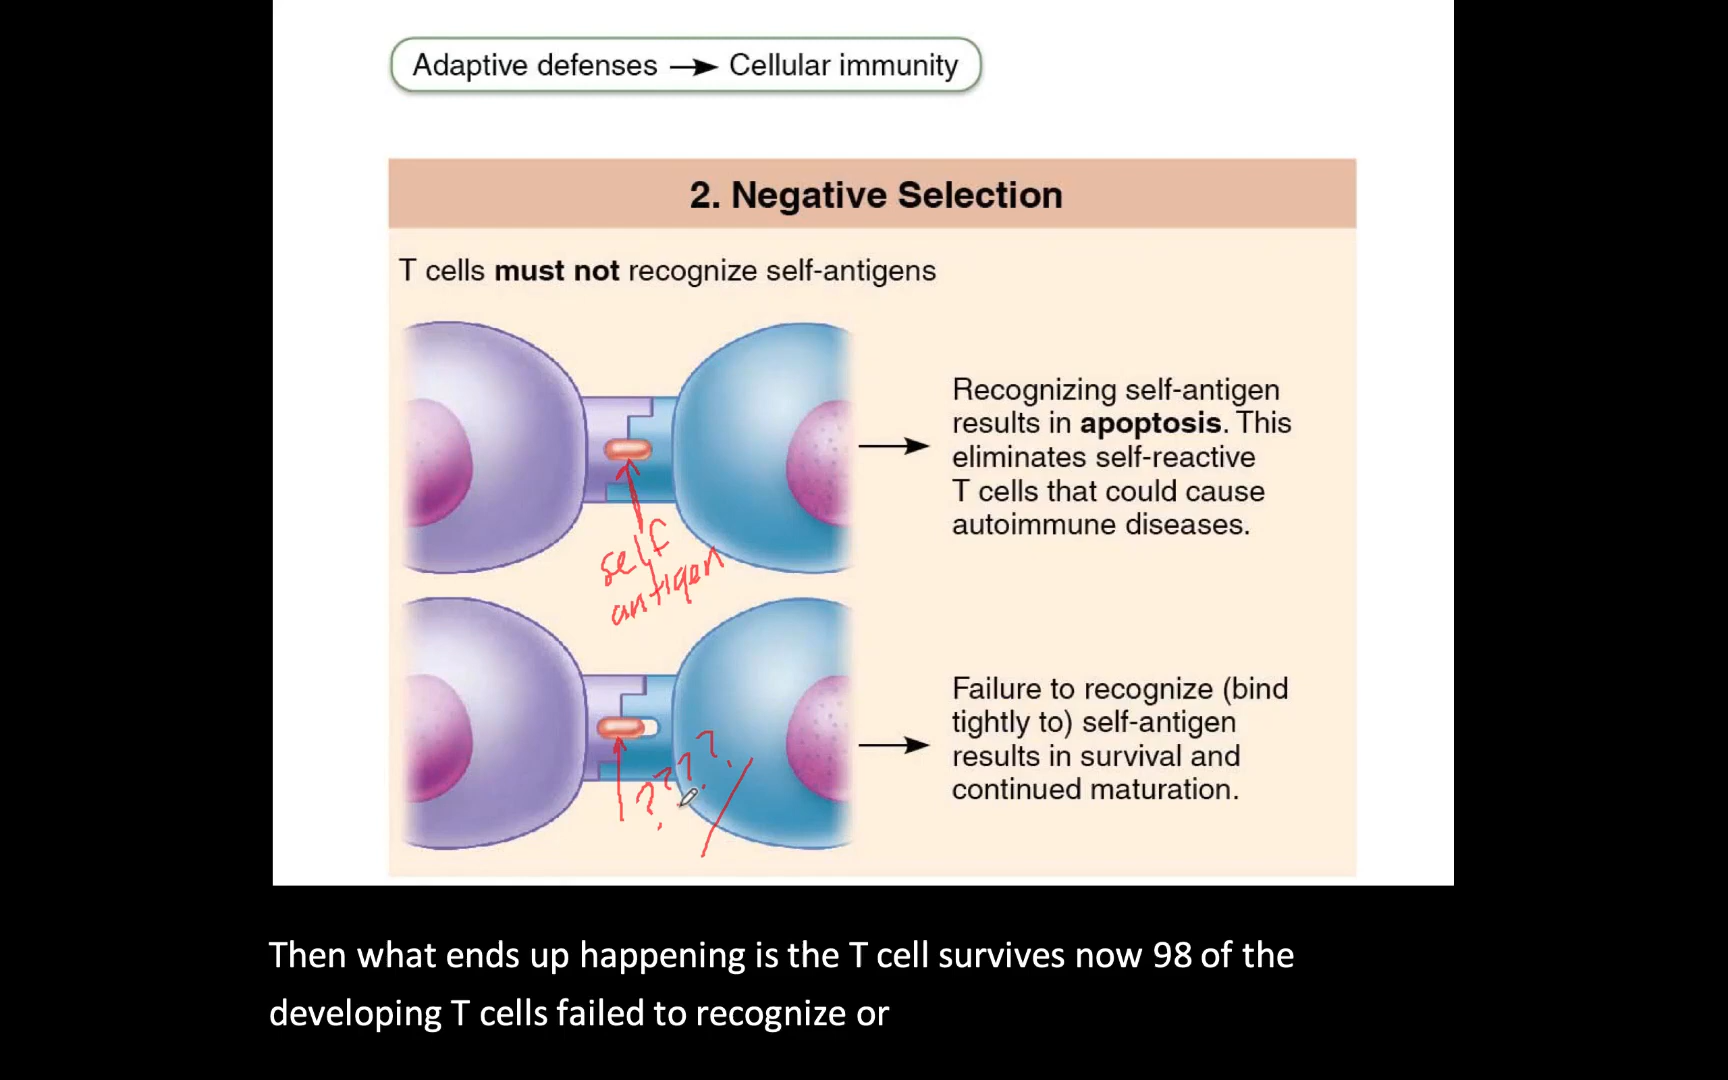 Adaptive defenses → Cellular immunity
2. Negative Selection
T cells must not recognize self-antigens
Recognizing self-antigen
results in apoptosis. This
eliminates self-reactive
T cells that could cause
autoimmune diseases.
self
antigen
Failure to recognize (bind
tightly to) self-antigen
results in survival and
continued maturation.
????
Then what ends up happening is the T cell survives now 98 of the
developing T cells failed to recognize or